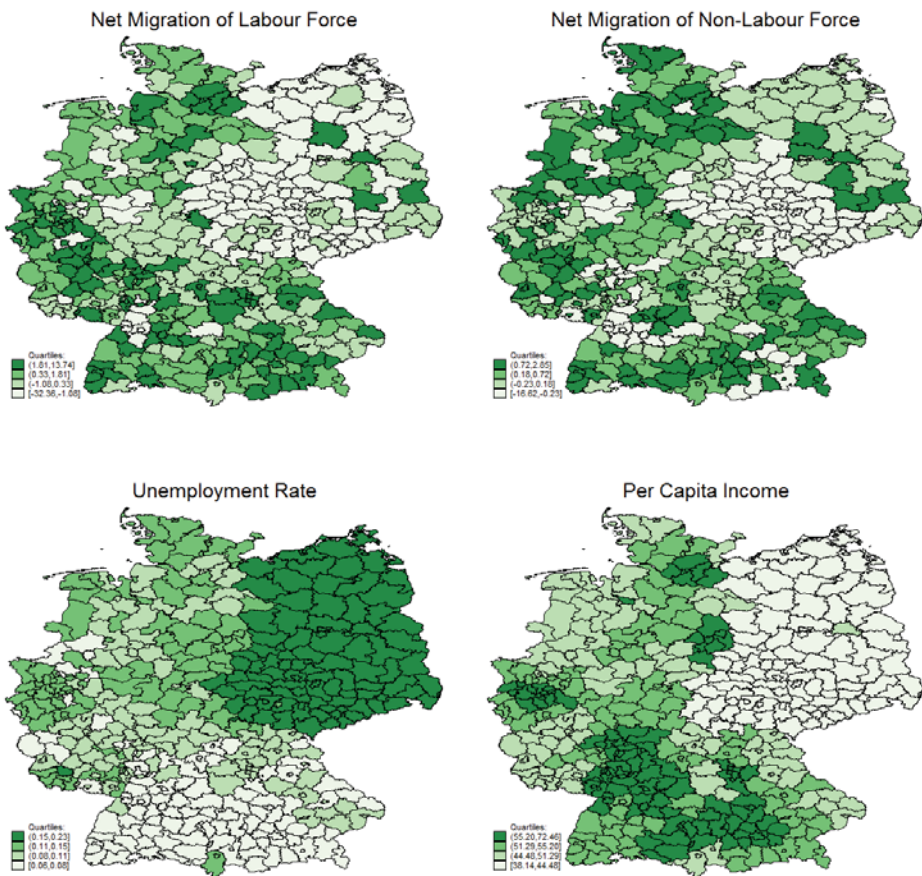 Net Migration of Labour Force
Quartiles:
(1.81,13.74]
(0.33,1.81]
(-1.08,0.33]
[-32.36,-1.08]
Net Migration of Non-Labour Force
Quartiles:
(0.72,2.85]
(0.18,0.72]
(-0.23,0.18]
[-16.62,-0.23]
Unemployment Rate
Quartiles:
(0.15,0.23]
(0.11,0.15]
(0.08,0.11]
[0.06,0.08]
Per Capita Income
Quartiles:
(55.20,72.46]
(51.29,55.20]
(44.48,51.29]
[38.14,44.48]